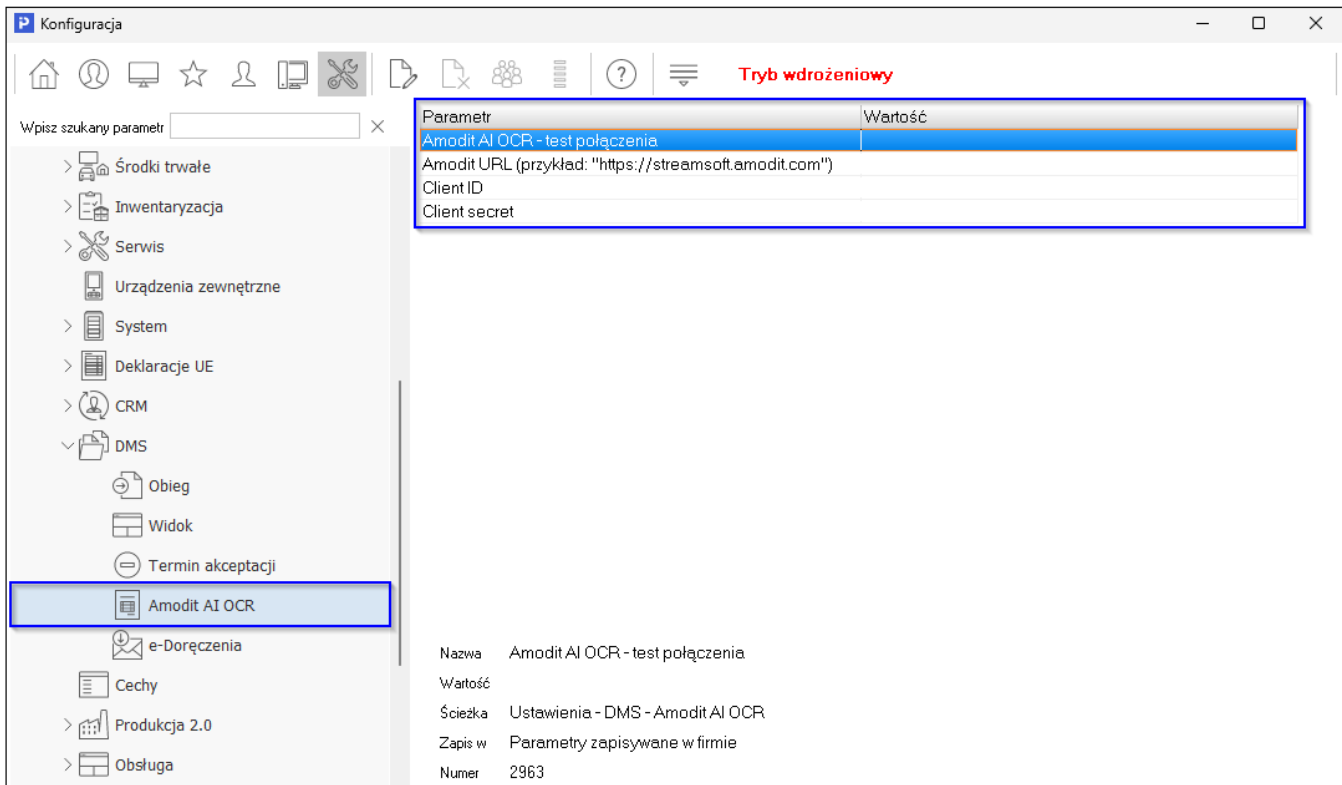 Konfiguracja
Tryb wdrożeniowy
Wpisz szukany parametr
Środki trwałe
Inwentaryzacja
Serwis
Urządzenia zewnętrzne
System
Deklaracje UE
CRM
DMS
Obieg
Widok
Termin akceptacji
Amodit AI OCR
e-Doręczenia
Cechy
Produkcja 2.0
Obsługa
Parametr Wartość
Amodit AI OCR - test połączenia
Amodit URL (przykład: "https://streamsoft.amodit.com")
Client ID
Client secret
Nazwa Amodit AI OCR - test połączenia
Wartość
Ścieżka Ustawienia - DMS - Amodit AI OCR
Zapis w Parametry zapisywane w firmie
Numer 2963